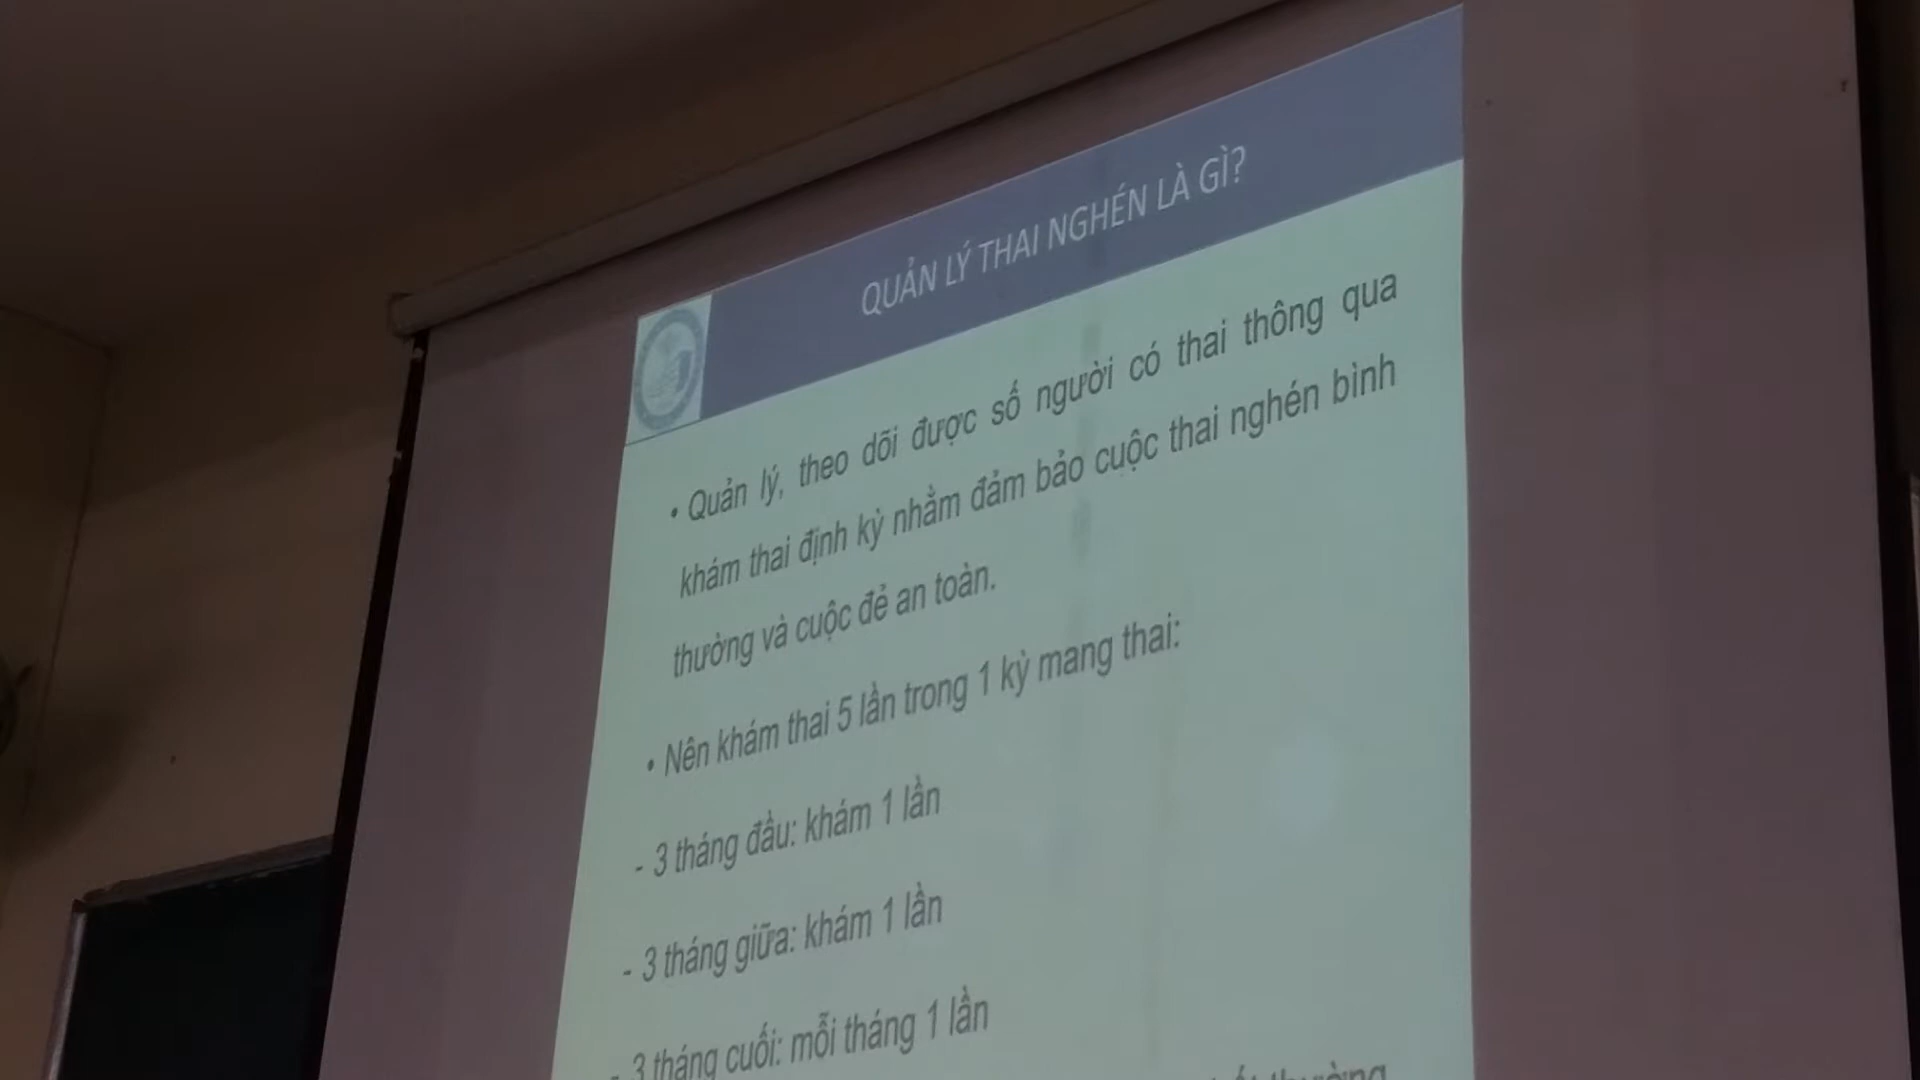 QUẢN LÝ THAI NGHÉN LÀ GÌ?
• Quản lý, theo dõi được số người có thai thông qua
khám thai định kỳ nhằm đảm bảo cuộc thai nghén bình
thường và cuộc đẻ an toàn.
• Nên khám thai 5 lần trong 1 kỳ mang thai:
- 3 tháng đầu: khám 1 lần
- 3 tháng giữa: khám 1 lần
- 3 tháng cuối: mỗi tháng 1 lần